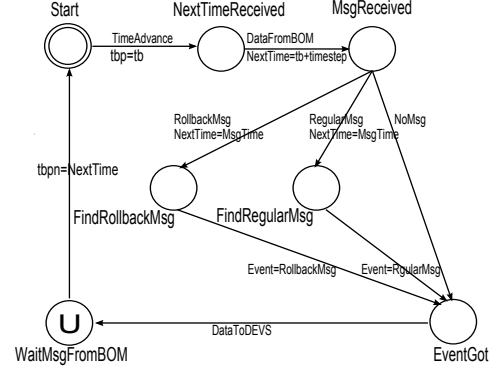 Start
NextTimeReceived
MsgReceived
TimeAdvance
tbp=tb
DataFromBOM
NextTime=tb+timestep
RollbackMsg
NextTime=MsgTime
RegularMsg
NextTime=MsgTime
NoMsg
tbpn=NextTime
FindRollbackMsg
FindRegularMsg
Event=RollbackMsg
Event=RgularMsg
U
DataToDEVS
WaitMsgFromBOM
EventGot